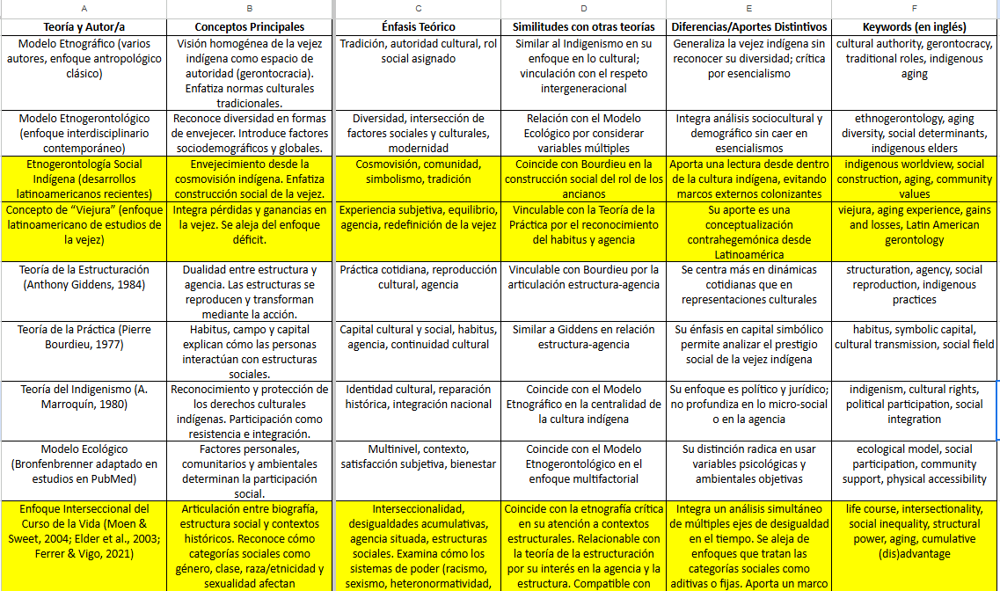 A B C D E F
Teoría y Autor/a
Conceptos Principales
Énfasis Teórico
Similitudes con otras teorías
Diferencias/Aportes Distintivos
Keywords (en inglés)
Modelo Etnográfico (varios
autores, enfoque antropológico
clásico)
Visión homogénea de la vejez
indígena como espacio de
autoridad (gerontocracia).
Enfatiza normas culturales
tradicionales.
Tradición, autoridad cultural, rol
social asignado
Similar al Indigenismo en su
enfoque en lo cultural;
vinculación con el respeto
intergeneracional
Generaliza la vejez indígena sin
reconocer su diversidad; crítica
por esencialismo
cultural authority, gerontocracy,
traditional roles, indigenous
aging
Modelo Etnogerontológico
(enfoque interdisciplinario
contemporáneo)
Reconoce diversidad en formas
de envejecer. Introduce factores
sociodemográficos y globales.
Diversidad, intersección de
factores sociales y culturales,
modernidad
Relación con el Modelo
Ecológico por considerar
variables múltiples
Integra análisis sociocultural y
demográfico sin caer en
esencialismos
ethnogerontology, aging
diversity, social determinants,
indigenous elders
Etnogerontología Social
Indígena (desarrollos
latinoamericanos recientes)
Envejecimiento desde la
cosmovisión indígena. Enfatiza
construcción social de la vejez.
Cosmovisión, comunidad,
simbolismo, tradición
Coincide con Bourdieu en la
construcción social del rol de los
ancianos
Aporta una lectura desde dentro
de la cultura indígena, evitando
marcos externos colonizantes
indigenous worldview, social
construction, aging, community
values
Concepto de “Viejura” (enfoque
latinoamericano de estudios de
la vejez)
Integra pérdidas y ganancias en
la vejez. Se aleja del enfoque
déficit.
Experiencia subjetiva, equilibrio,
agencia, redefinición de la vejez
Vinculable con la Teoría de la
Práctica por el reconocimiento
del habitus y agencia
Su aporte es una
conceptualización
contrahegemónica desde
Latinoamérica
viejura, aging experience, gains
and losses, Latin American
gerontology
Teoría de la Estructuración
(Anthony Giddens, 1984)
Dualidad entre estructura y
agencia. Las estructuras se
reproducen y transforman
mediante la acción.
Práctica cotidiana, reproducción
cultural, agencia
Vinculable con Bourdieu por la
articulación estructura-agencia
Se centra más en dinámicas
cotidianas que en
representaciones culturales
structuration, agency, social
reproduction, indigenous
practices
Teoría de la Práctica (Pierre
Bourdieu, 1977)
Habitus, campo y capital
explican cómo las personas
interactúan con estructuras
sociales.
Capital cultural y social, habitus,
agencia, continuidad cultural
Similar a Giddens en relación
estructura-agencia
Su énfasis en capital simbólico
permite analizar el prestigio
social de la vejez indígena
habitus, symbolic capital,
cultural transmission, social field
Teoría del Indigenismo (A.
Marroquín, 1980)
Reconocimiento y protección de
los derechos culturales
indígenas. Participación como
resistencia e integración.
Identidad cultural, reparación
histórica, integración nacional
Coincide con el Modelo
Etnográfico en la centralidad de
la cultura indígena
Su enfoque es político y jurídico;
no profundiza en lo micro-social
o en la agencia
indigenism, cultural rights,
political participation, social
integration
Modelo Ecológico
(Bronfenbrenner adaptado en
estudios en PubMed)
Factores personales,
comunitarios y ambientales
determinan la participación
social.
Multinivel, contexto,
satisfacción subjetiva, bienestar
Coincide con el Modelo
Etnogerontológico en el
enfoque multifactorial
Su distinción radica en usar
variables psicológicas y
ambientales objetivas
ecological model, social
participation, community
support, physical accessibility
Enfoque Interseccional del
Curso de la Vida (Moen &
Sweet, 2004; Elder et al., 2003;
Ferrer & Vigo, 2021)
Articulación entre biografía,
estructura social y contextos
históricos. Reconoce cómo
categorías sociales como
género, clase, raza/etnicidad y
sexualidad afectan
Interseccionalidad,
desigualdades acumulativas,
agencia situada, estructuras
sociales. Examina cómo los
sistemas de poder (racismo,
sexismo, heteronormatividad,
Coincide con la etnografía crítica
en su atención a contextos
estructurales. Relacionable con
la teoría de la estructuración
por su interés en la agencia y la
estructura. Compatible con
Integra un análisis simultáneo
de múltiples ejes de desigualdad
en el tiempo. Se aleja de
enfoques que tratan las
categorías sociales como
aditivas o fijas. Aporta un marco
life course, intersectionality,
social inequality, structural
power, aging, cumulative
(dis)advantage